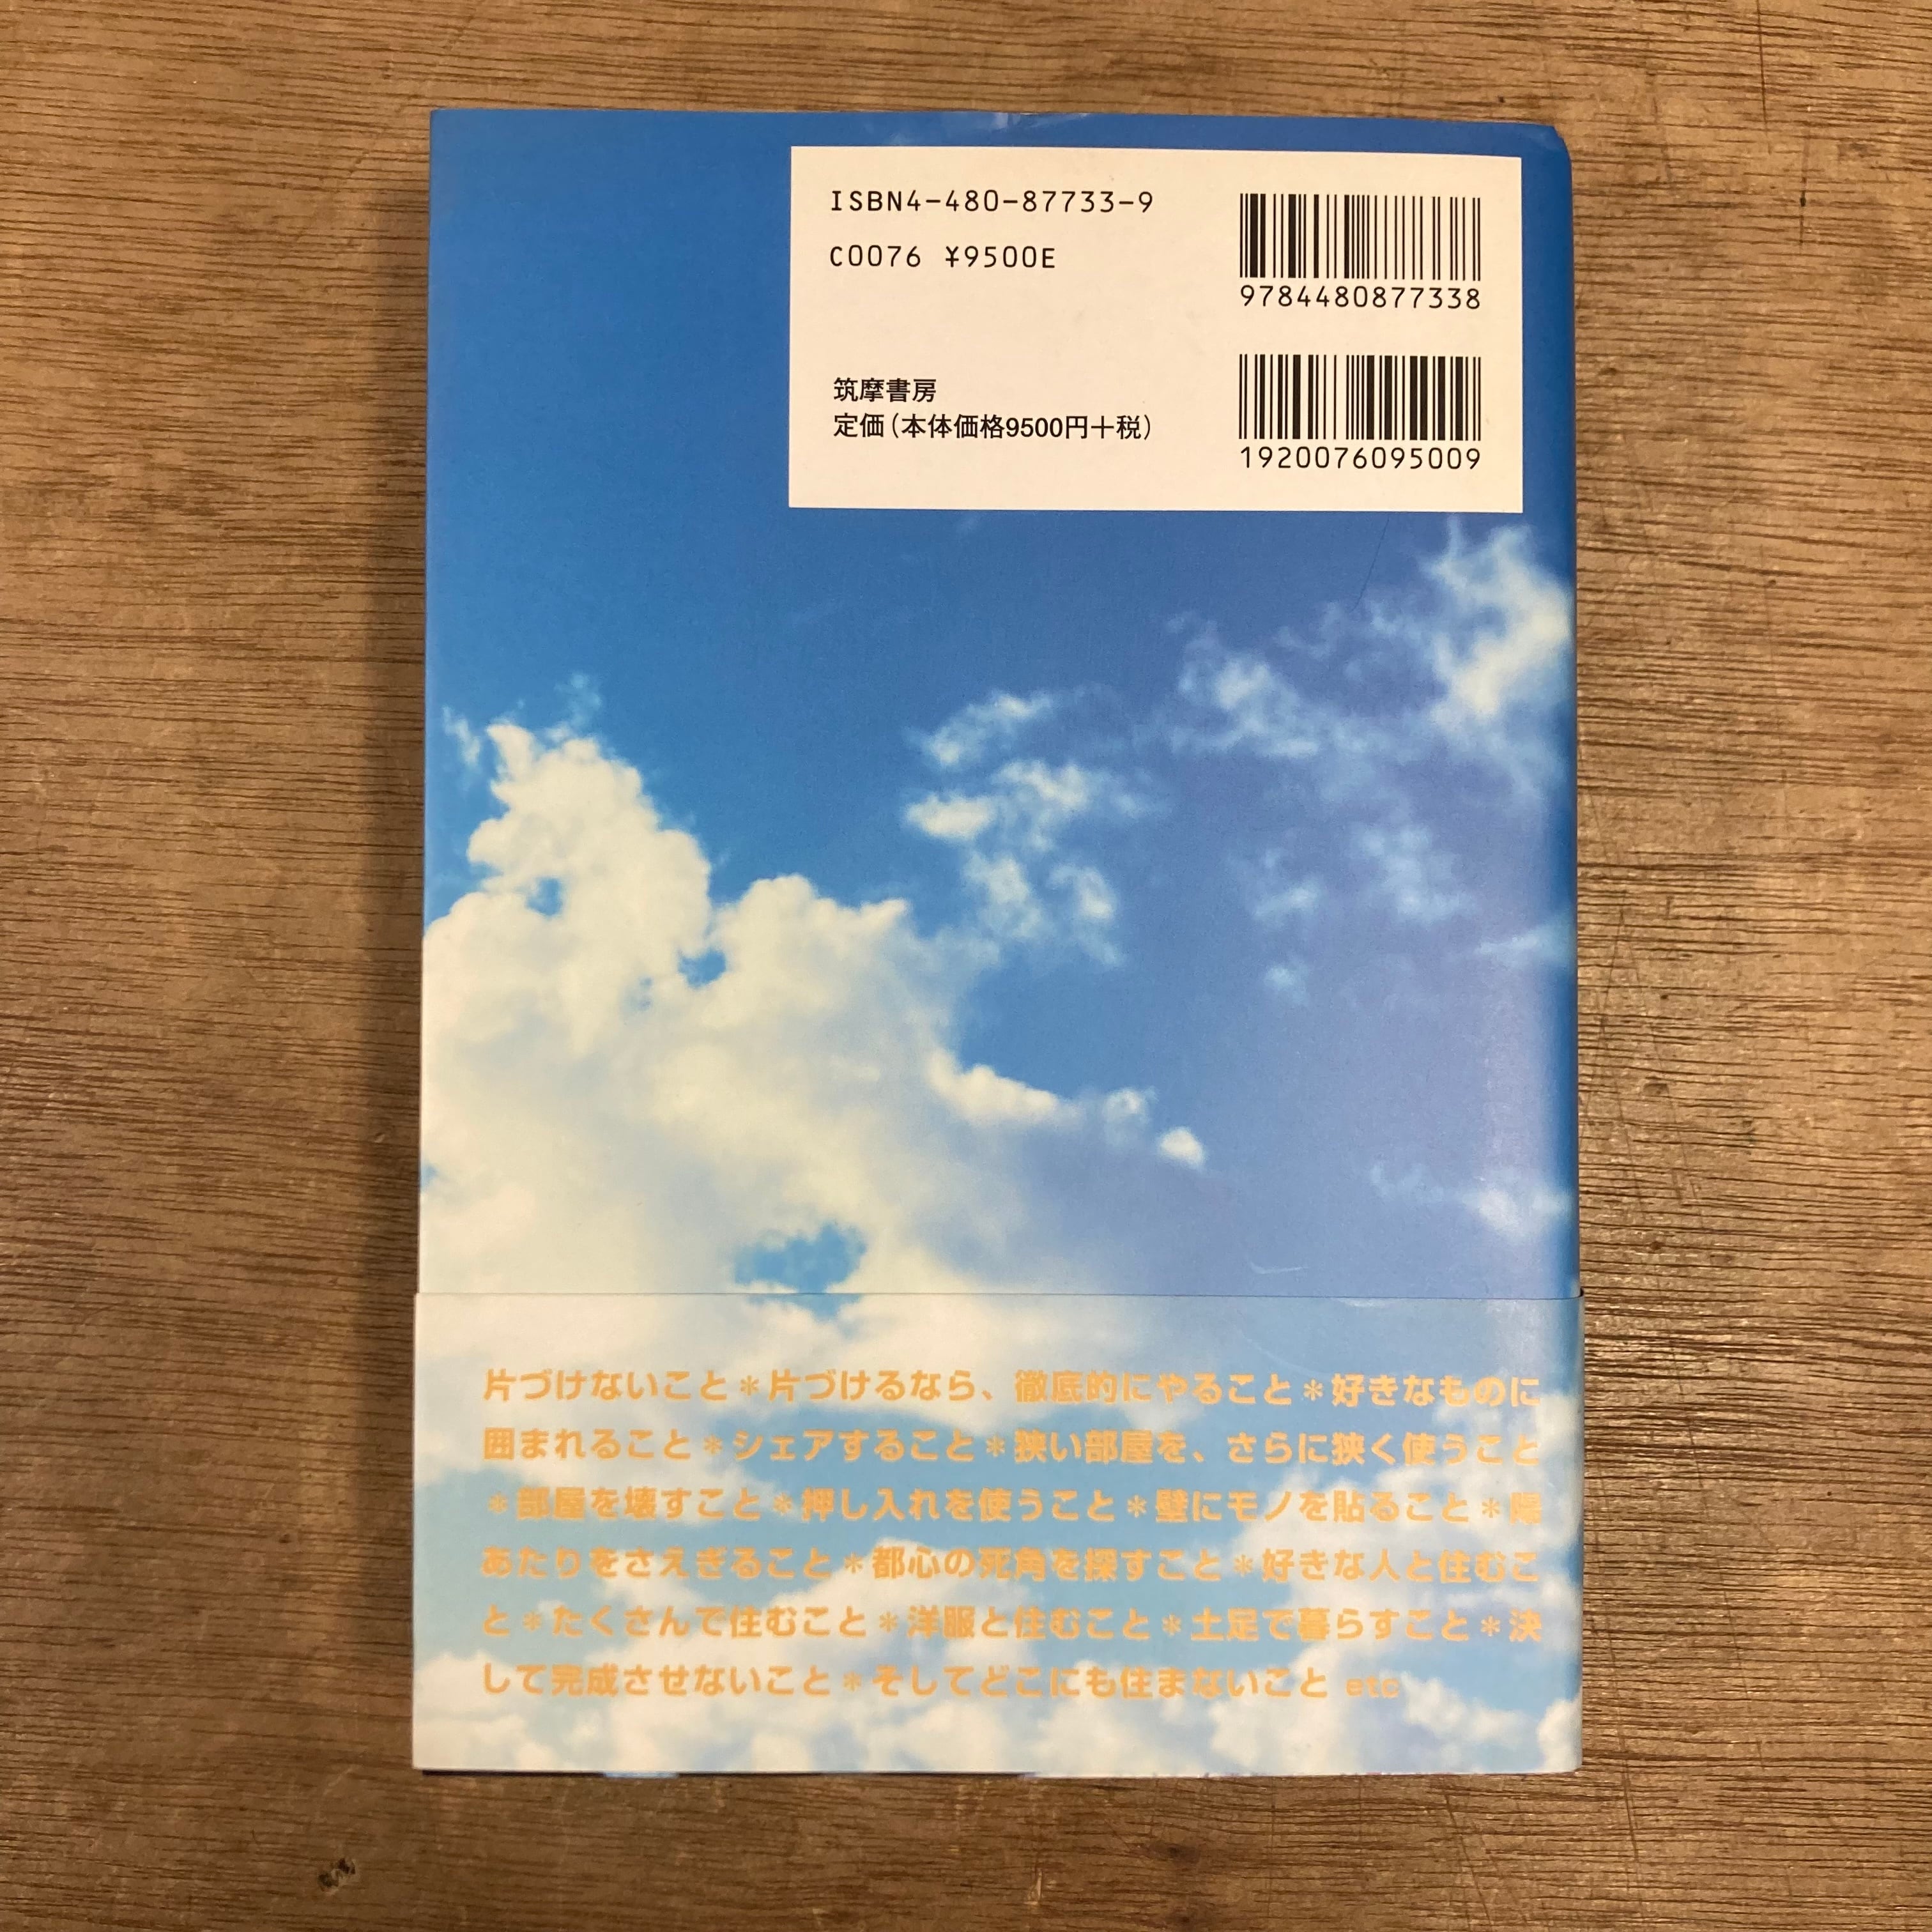 ISBN4-480-87733-9
C0076 ¥9500E
9784480877338
筑摩書房
定価(本体価格9500円+税)
1920076095009
片づけないこと*片づけるなら、徹底的にやること*好きなものに
囲まれること*シェアすること*狭い部屋を、さらに狭く使うこと
*部屋を壊すこと*押し入れを使うこと*壁にモノを貼ること*陽
あたりをさえぎること*都心の死角を探すこと*好きな人と住むこ
と*たくさんで住むこと*洋服と住むこと*土足で暮らすこと*決
して完成させないこと*そしてどこにも住まないこと etc